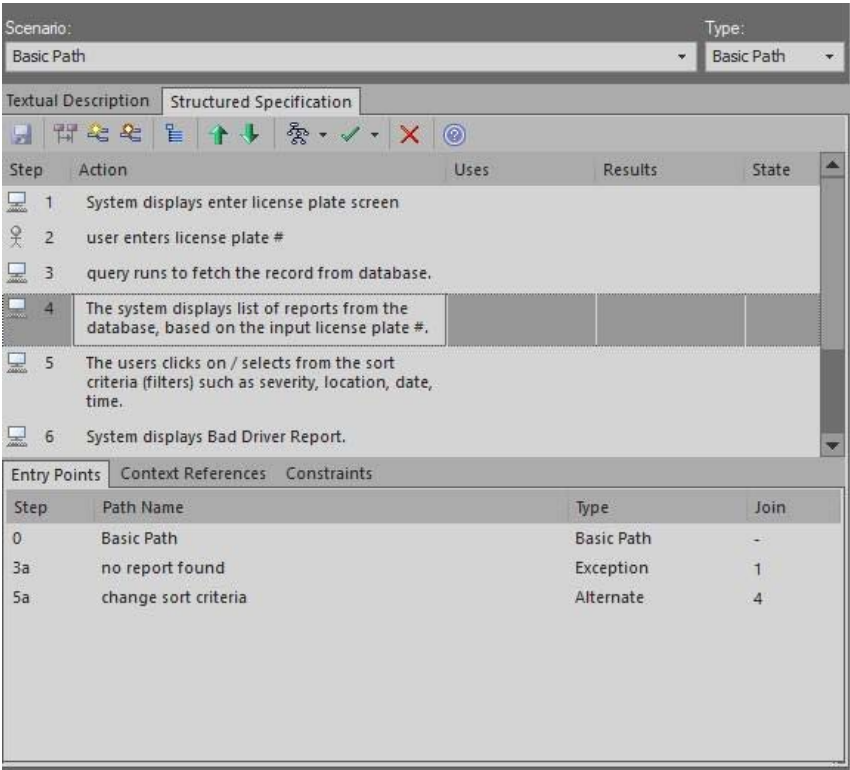 Scenario: Type:
Basic Path Basic Path
Textual Description Structured Specification
Step Action Uses Results State
1 System displays enter license plate screen
2 user enters license plate #
3 query runs to fetch the record from database.
4 The system displays list of reports from the
database, based on the input license plate #.
5 The users clicks on / selects from the sort
criteria (filters) such as severity, location, date,
time.
6 System displays Bad Driver Report.
Entry Points Context References Constraints
Step Path Name Type Join
0 Basic Path Basic Path -
3a no report found Exception 1
5a change sort criteria Alternate 4